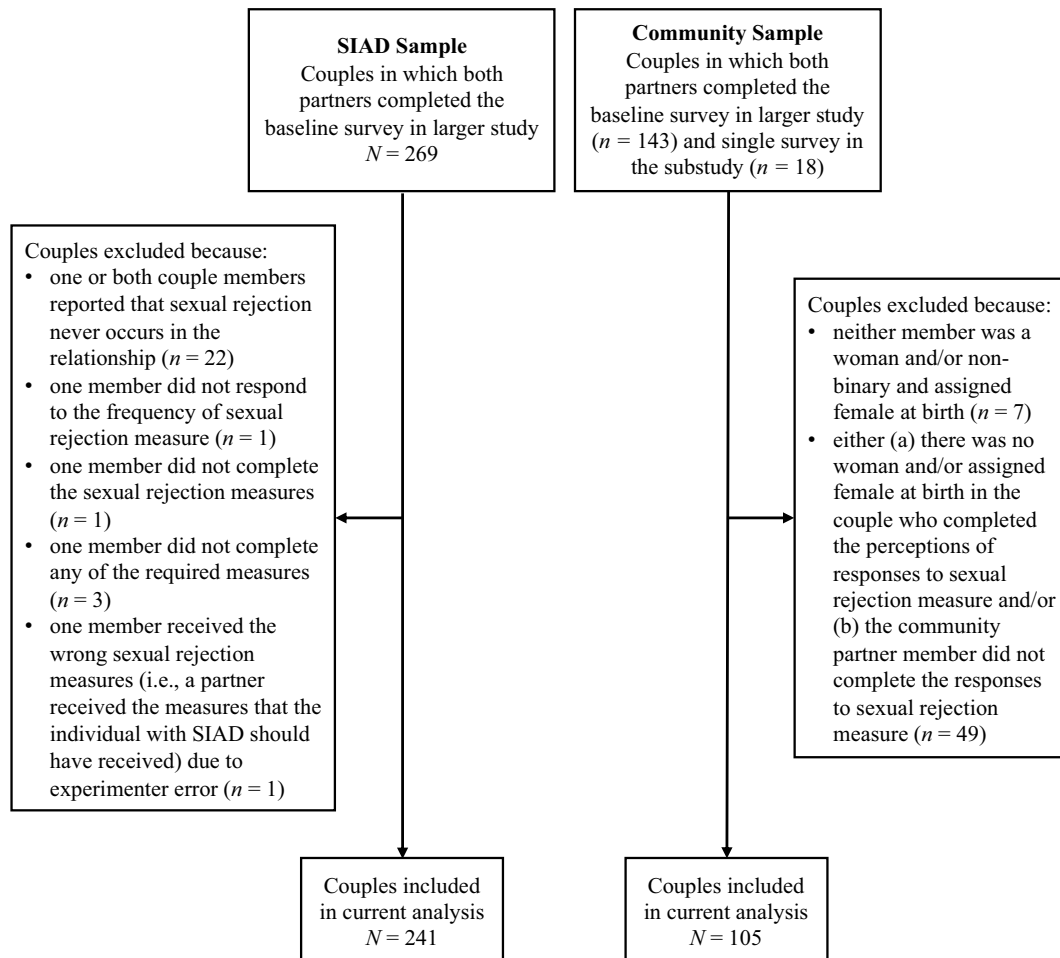 SIAD Sample
Couples in which both
partners completed the
baseline survey in larger study
N = 269
Community Sample
Couples in which both
partners completed the
baseline survey in larger study
(n = 143) and single survey in
the substudy (n = 18)
Couples excluded because:
• one or both couple members
reported that sexual rejection
never occurs in the
relationship (n = 22)
• one member did not respond
to the frequency of sexual
rejection measure (n = 1)
• one member did not complete
the sexual rejection measures
(n = 1)
• one member did not complete
any of the required measures
(n = 3)
• one member received the
wrong sexual rejection
measures (i.e., a partner
received the measures that the
individual with SIAD should
have received) due to
experimenter error (n = 1)
Couples excluded because:
• neither member was a
woman and/or non-
binary and assigned
female at birth (n = 7)
• either (a) there was no
woman and/or assigned
female at birth in the
couple who completed
the perceptions of
responses to sexual
rejection measure and/or
(b) the community
partner member did not
complete the responses
to sexual rejection
measure (n = 49)
Couples included
in current analysis
N = 241
Couples included
in current analysis
N = 105